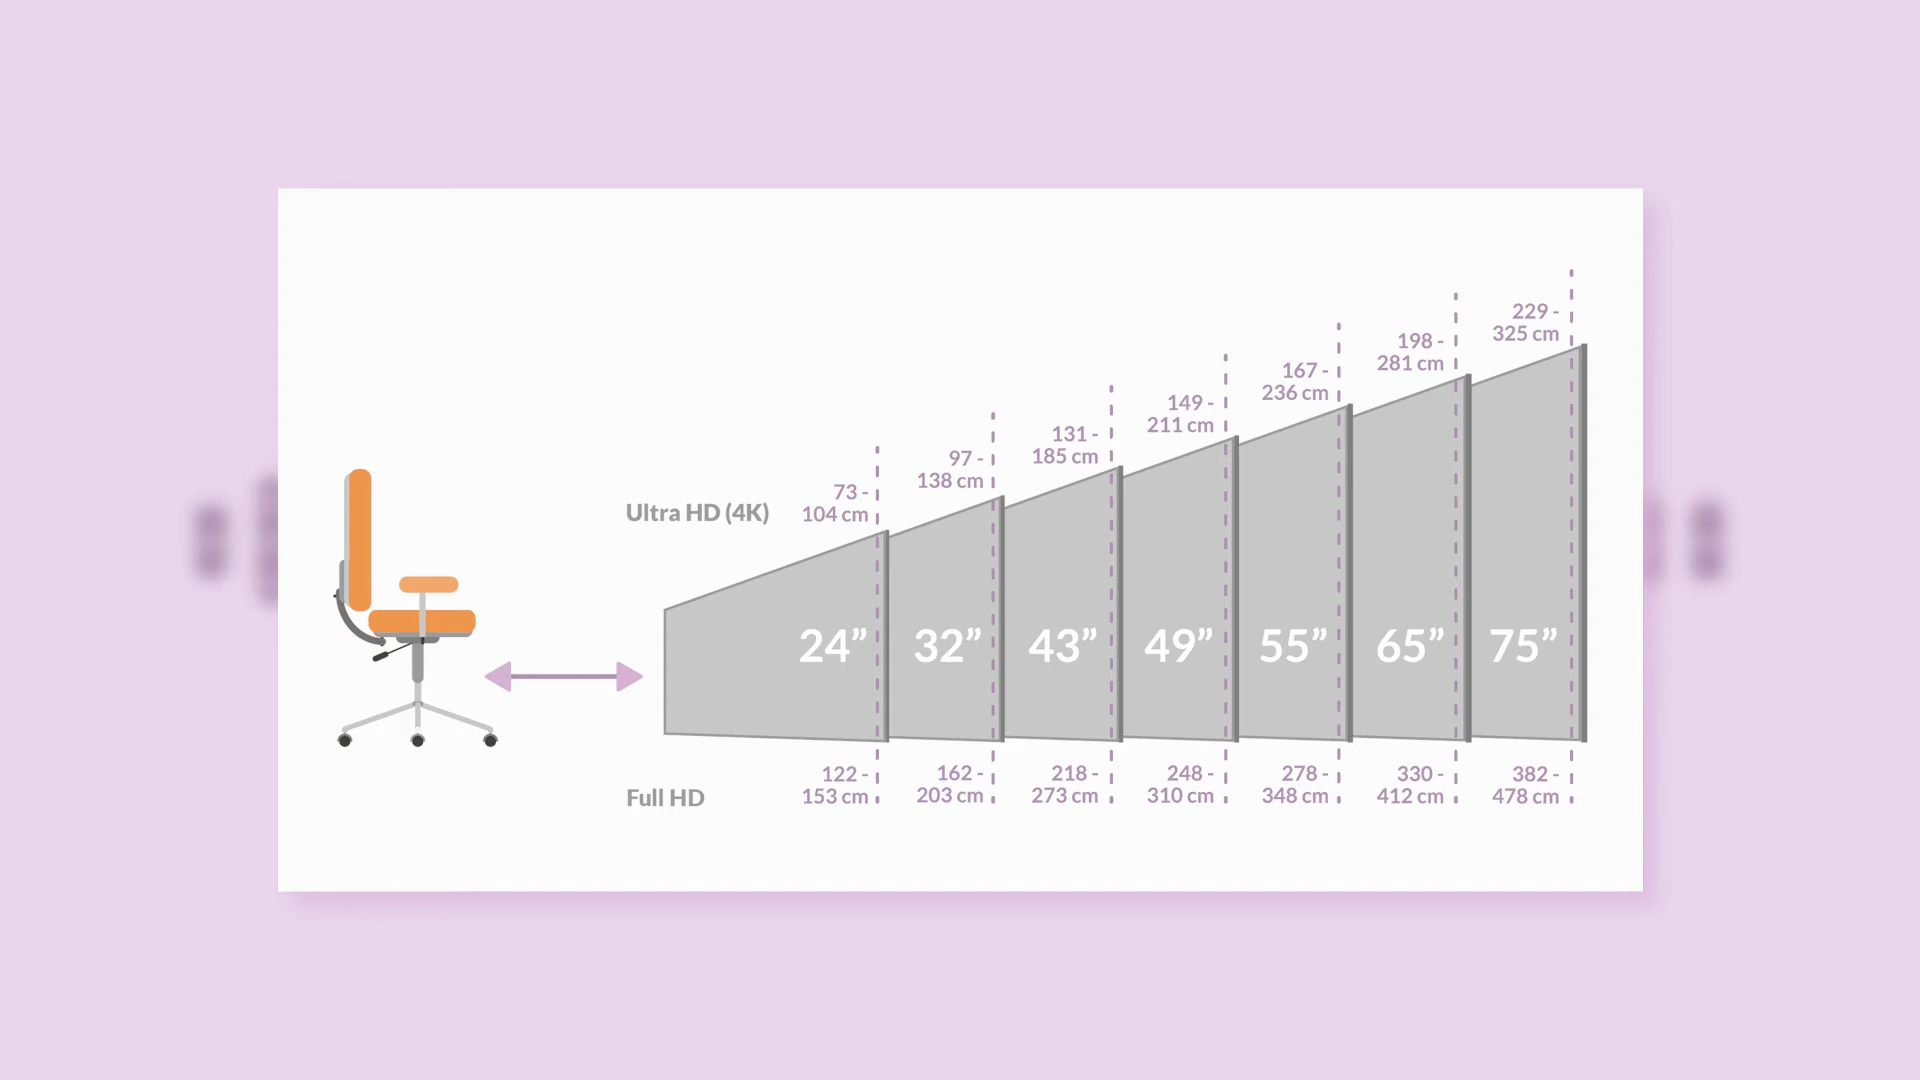 Ultra HD (4K)
73 -
104 cm
97 -
138 cm
131 -
185 cm
149 -
211 cm
167 -
236 cm
198 -
281 cm
229 -
325 cm
24”
32”
43”
49”
55”
65”
75”
Full HD
122 -
153 cm
162 -
203 cm
218 -
273 cm
248 -
310 cm
278 -
348 cm
330 -
412 cm
382 -
478 cm